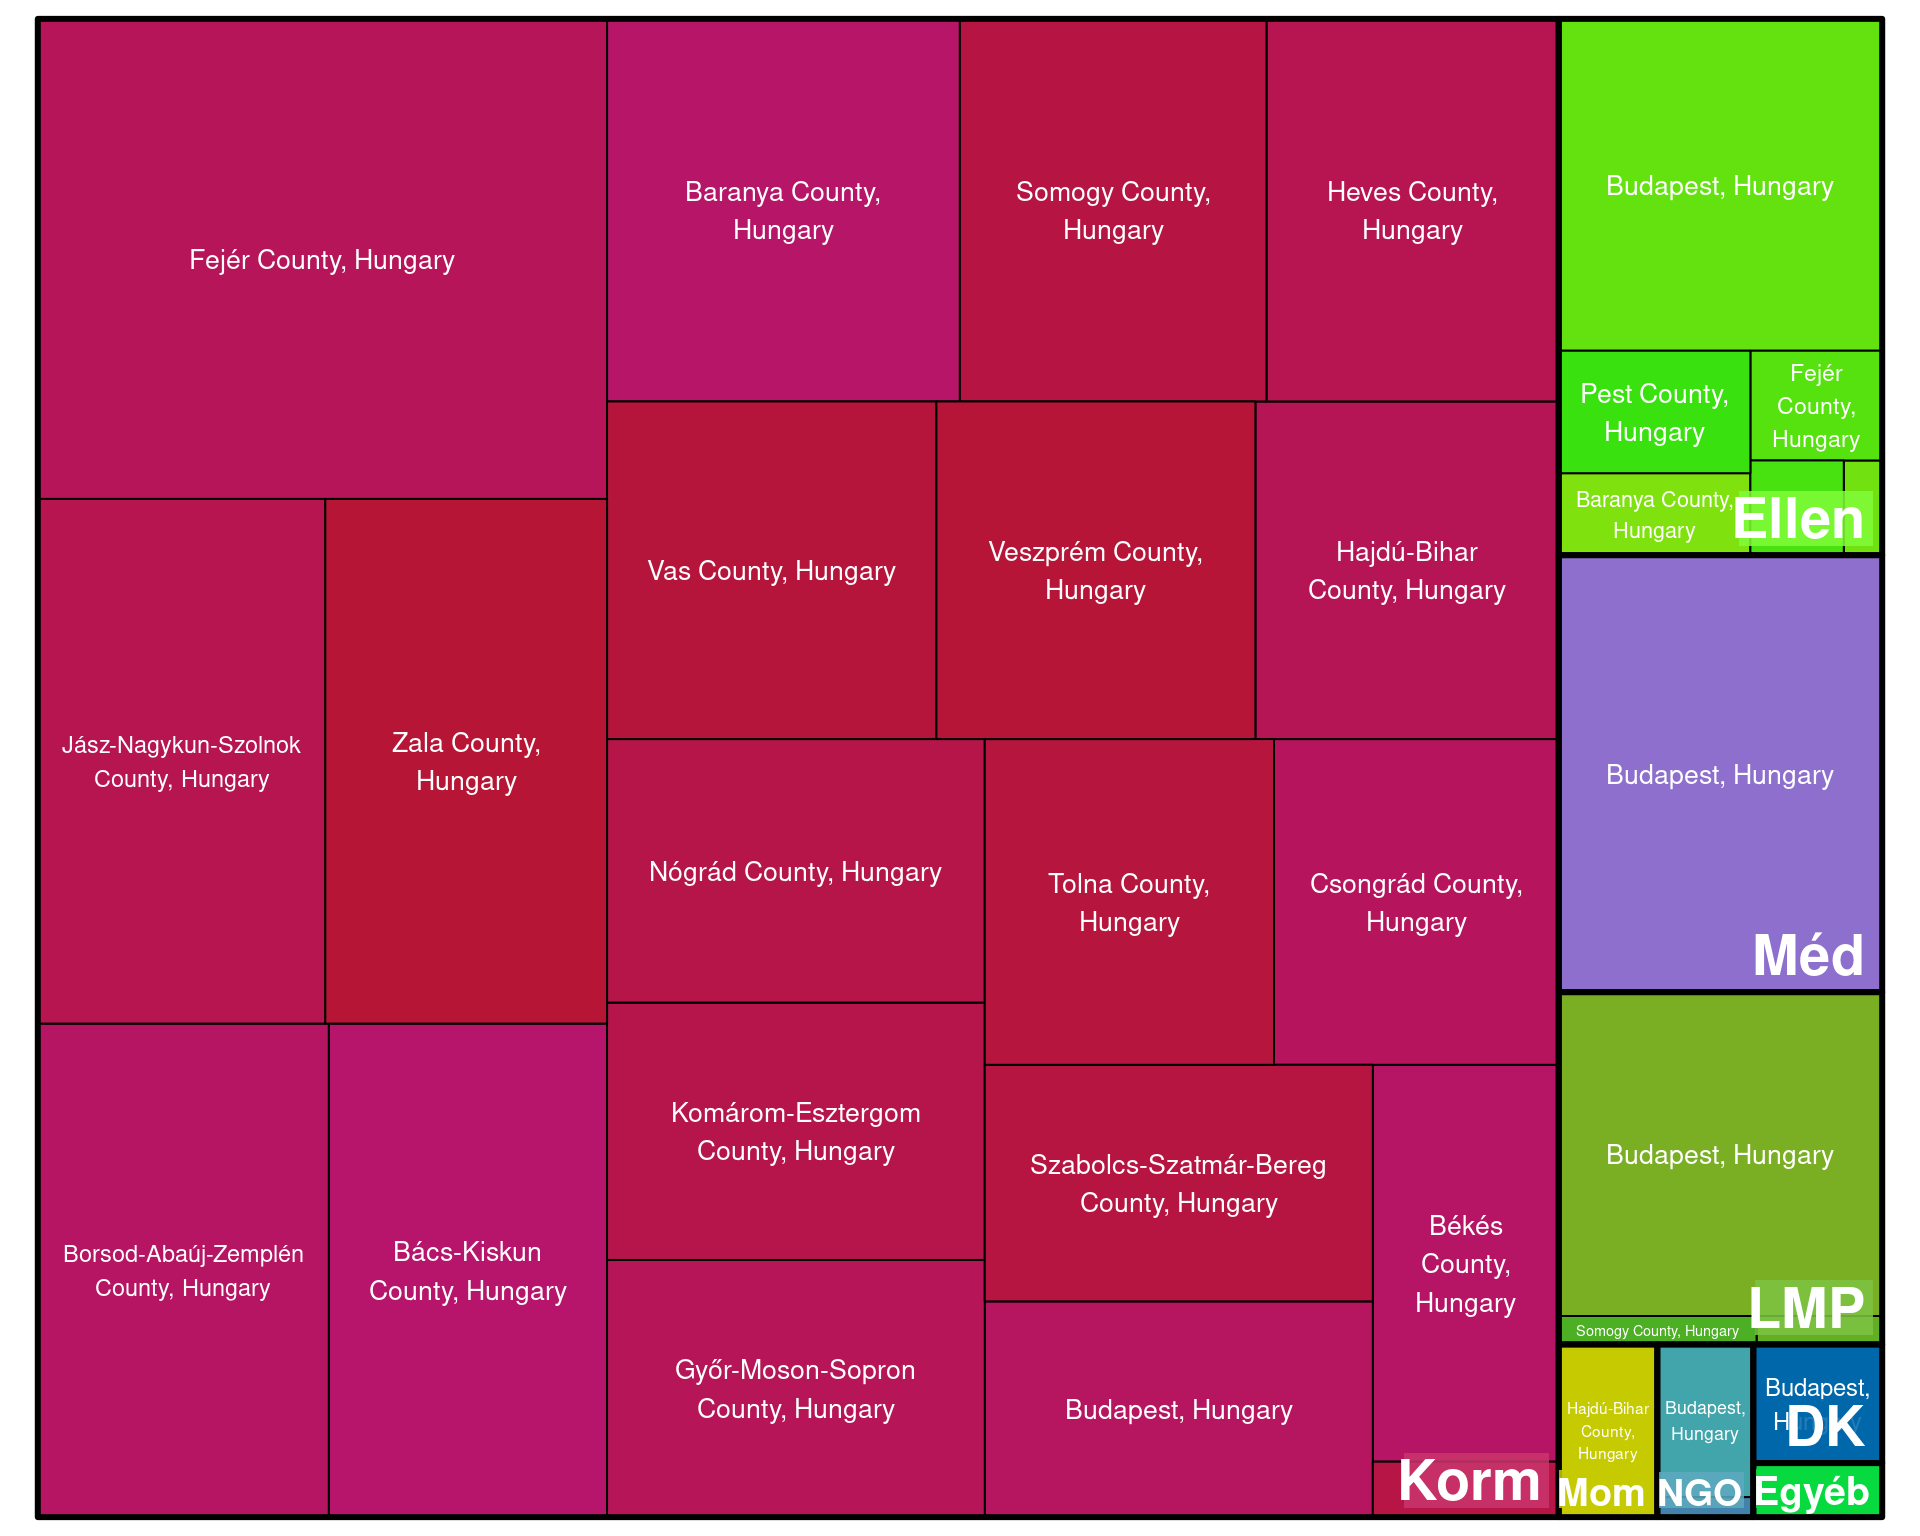 Fejér County, Hungary
Baranya County,
Hungary
Somogy County,
Hungary
Heves County,
Hungary
Jász-Nagykun-Szolnok
County, Hungary
Zala County,
Hungary
Vas County, Hungary
Veszprém County,
Hungary
Hajdú-Bihar
County, Hungary
Nógrád County, Hungary
Tolna County,
Hungary
Csongrád County,
Hungary
Borsod-Abaúj-Zemplén
County, Hungary
Bács-Kiskun
County, Hungary
Komárom-Esztergom
County, Hungary
Győr-Moson-Sopron
County, Hungary
Szabolcs-Szatmár-Bereg
County, Hungary
Békés
County,
Hungary
Budapest, Hungary
Korm
Budapest, Hungary
Pest County,
Hungary
Fejér
County,
Hungary
Baranya County,
Hungary
Ellen
Budapest, Hungary
Méd
Budapest, Hungary
Somogy County, Hungary
LMP
Hajdú-Bihar
County,
Hungary
Mom
Budapest,
Hungary
NGO
Budapest,
DK
Egyéb